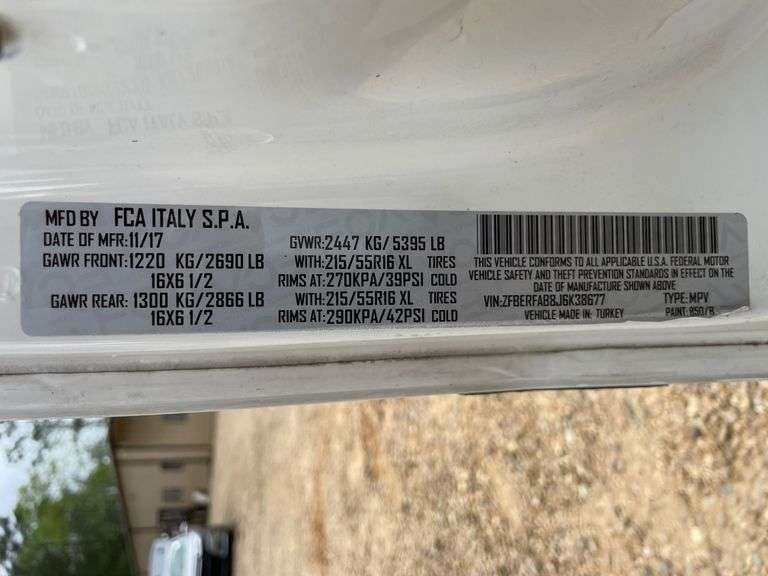 MFD BY FCA ITALY S.P.A.
DATE OF MFR:11/17 GVWR:2447 KG/ 5395 LB
GAWR FRONT:1220 KG/2690 LB WITH:215/55R16 XL TIRES
16X6 1/2 RIMS AT:270KPA/39PSI COLD
GAWR REAR: 1300 KG/2866 LB WITH:215/55R16 XL TIRES
16X6 1/2 RIMS AT:290KPA/42PSI COLD
THIS VEHICLE CONFORMS TO ALL APPLICABLE U.S.A. FEDERAL MOTOR
VEHICLE SAFETY AND THEFT PREVENTION STANDARDS IN EFFECT ON
THE DATE OF MANUFACTURE SHOWN ABOVE
VIN:ZFBERFAB8J6K38677 TYPE: MPV
VEHICLE MADE IN: TURKEY PAINT: 850/B